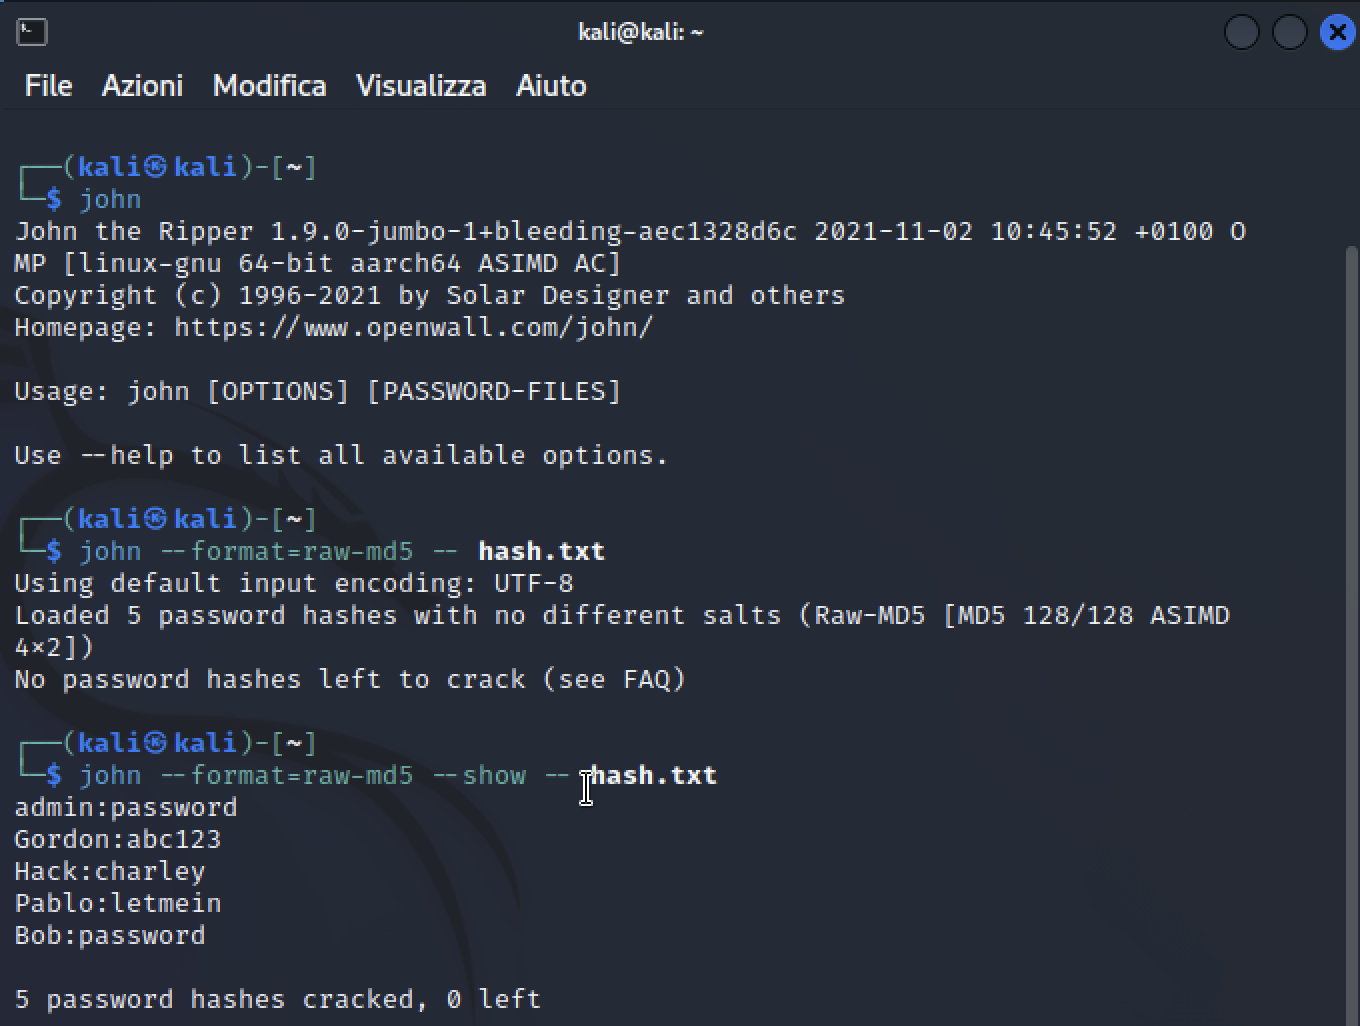 kali@kali: ~
File Azioni Modifica Visualizza Aiuto
┌──(kali㉿kali)-[~]
└─$ john
John the Ripper 1.9.0-jumbo-1+bleeding-aec1328d6c 2021-11-02 10:45:52 +0100 O
MP [linux-gnu 64-bit aarch64 ASIMD AC]
Copyright (c) 1996-2021 by Solar Designer and others
Homepage: https://www.openwall.com/john/
Usage: john [OPTIONS] [PASSWORD-FILES]
Use --help to list all available options.
┌──(kali㉿kali)-[~]
└─$ john --format=raw-md5 -- hash.txt
Using default input encoding: UTF-8
Loaded 5 password hashes with no different salts (Raw-MD5 [MD5 128/128 ASIMD
4×2])
No password hashes left to crack (see FAQ)
┌──(kali㉿kali)-[~]
└─$ john --format=raw-md5 --show -- hash.txt
admin:password
Gordon:abc123
Hack:charley
Pablo:letmein
Bob:password
5 password hashes cracked, 0 left